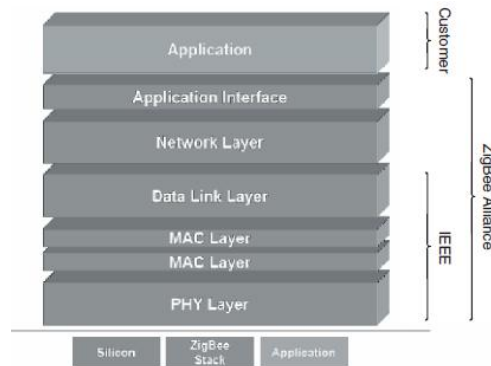 Application
Application Interface
Network Layer
Data Link Layer
MAC Layer
MAC Layer
PHY Layer
Customer
IEEE
ZigBee Alliance
Silicon
ZigBee
Stack
Application